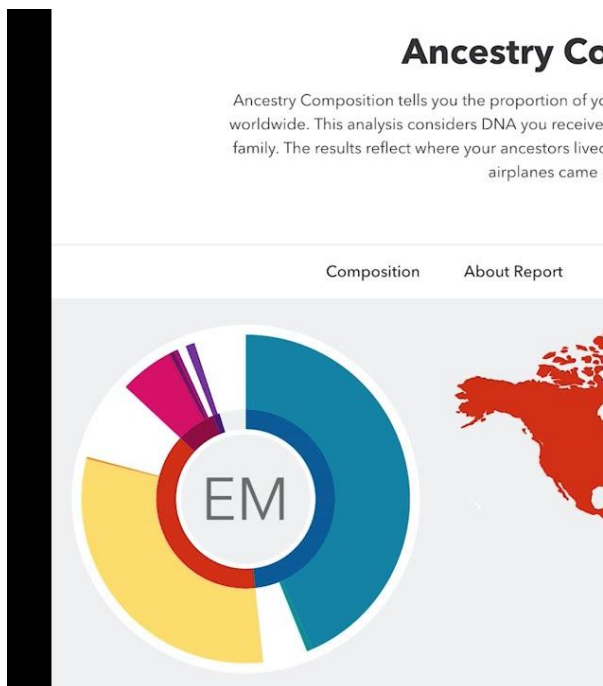 Ancestry Co
Ancestry Composition tells you the proportion of yo
worldwide. This analysis considers DNA you receive
family. The results reflect where your ancestors lived
airplanes came
Composition About Report
EM